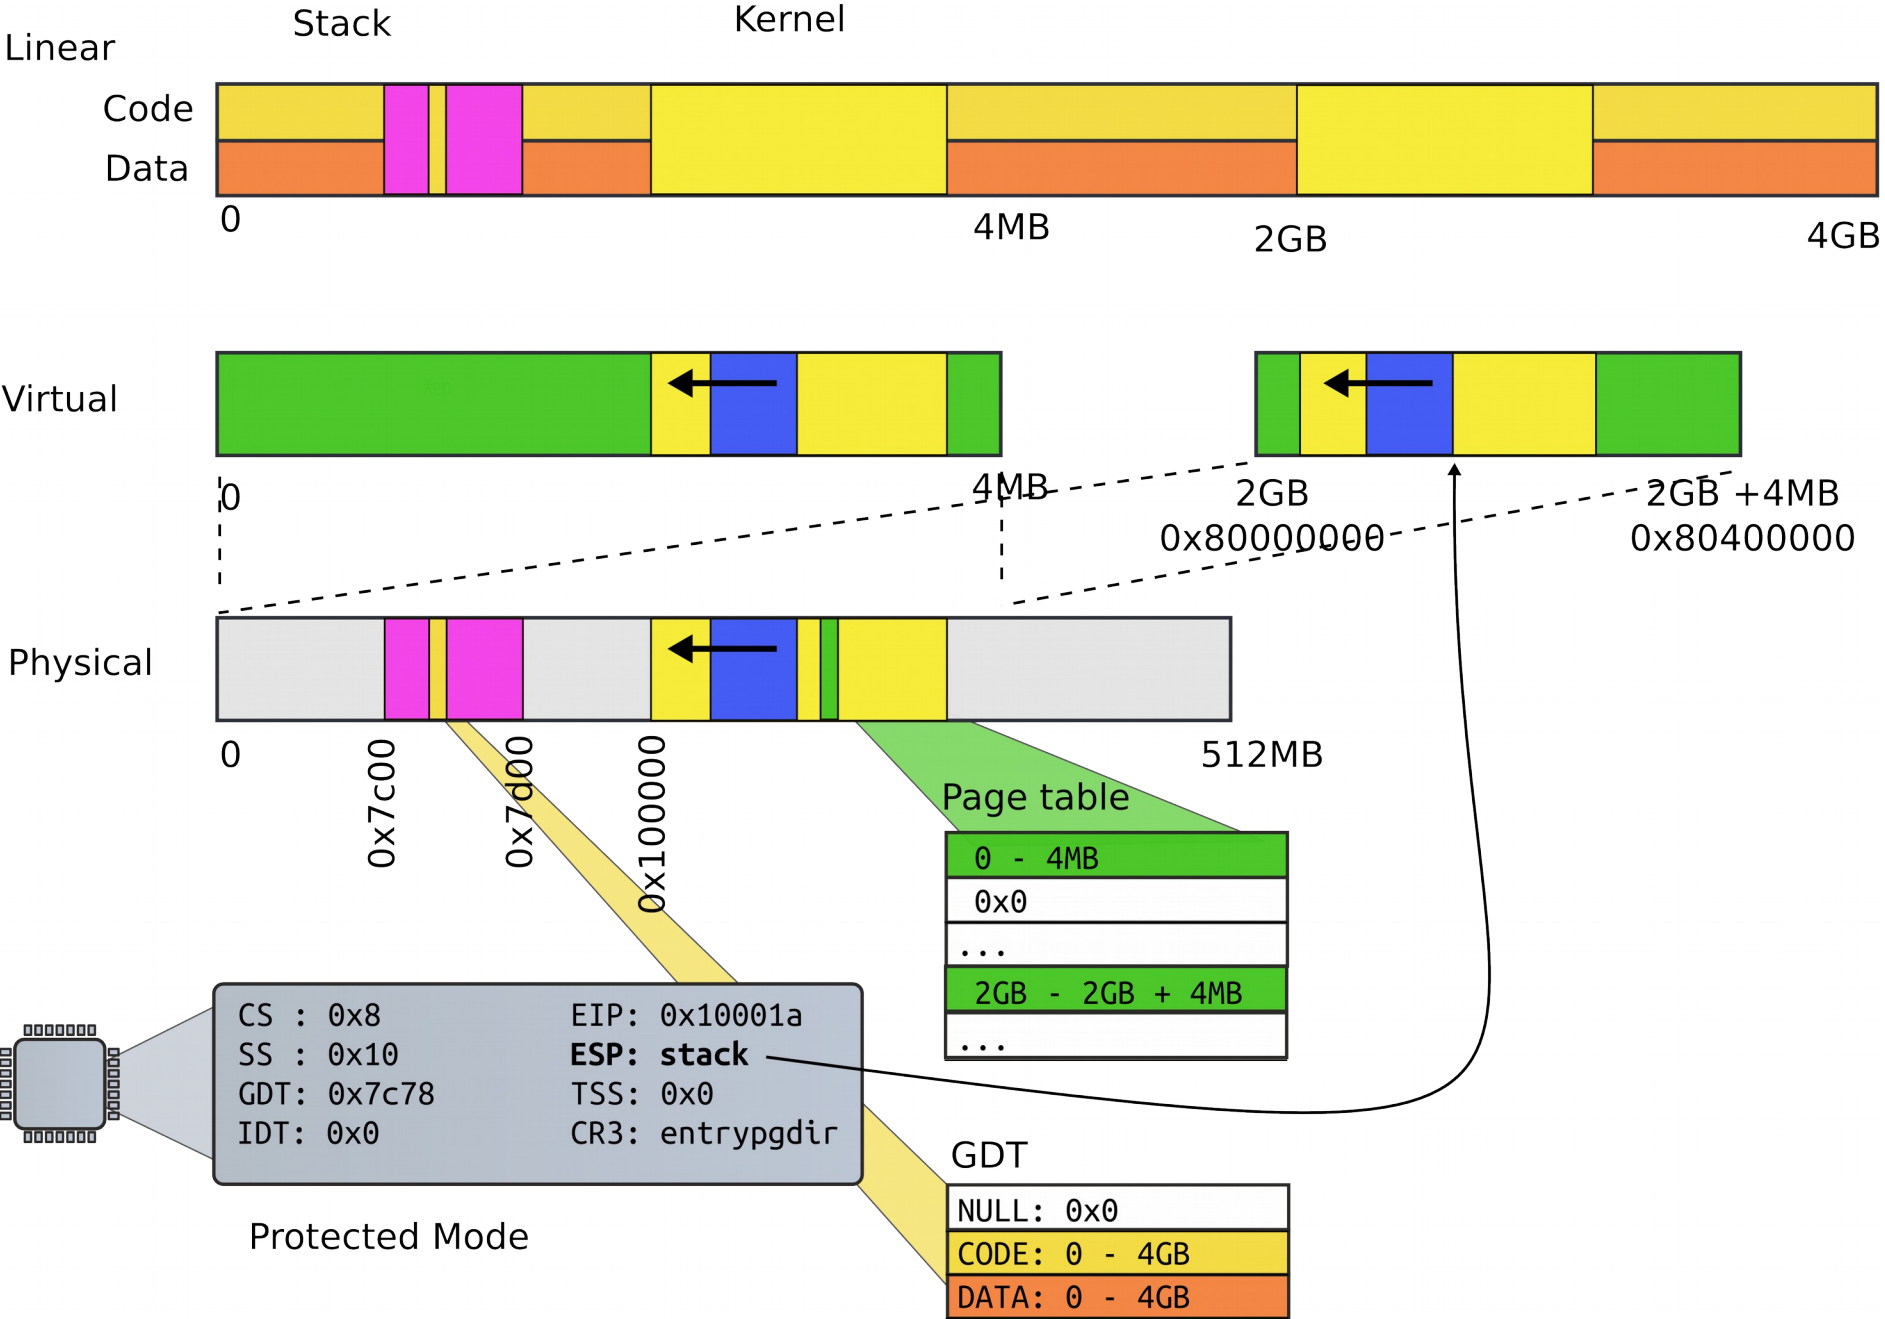 Stack
Kernel
Linear
Code
Data
0
4MB
2GB
4GB
Virtual
0
4MB
2GB
0x80000000
2GB +4MB
0x80400000
Physical
0
0x7c00
0x7d00
0x100000
512MB
Page table
0 - 4MB
0x0
...
2GB - 2GB + 4MB
...
CS : 0x8
EIP: 0x10001a
SS : 0x10
ESP: stack
GDT: 0x7c78
TSS: 0x0
IDT: 0x0
CR3: entrypgdir
Protected Mode
GDT
NULL: 0x0
CODE: 0 - 4GB
DATA: 0 - 4GB